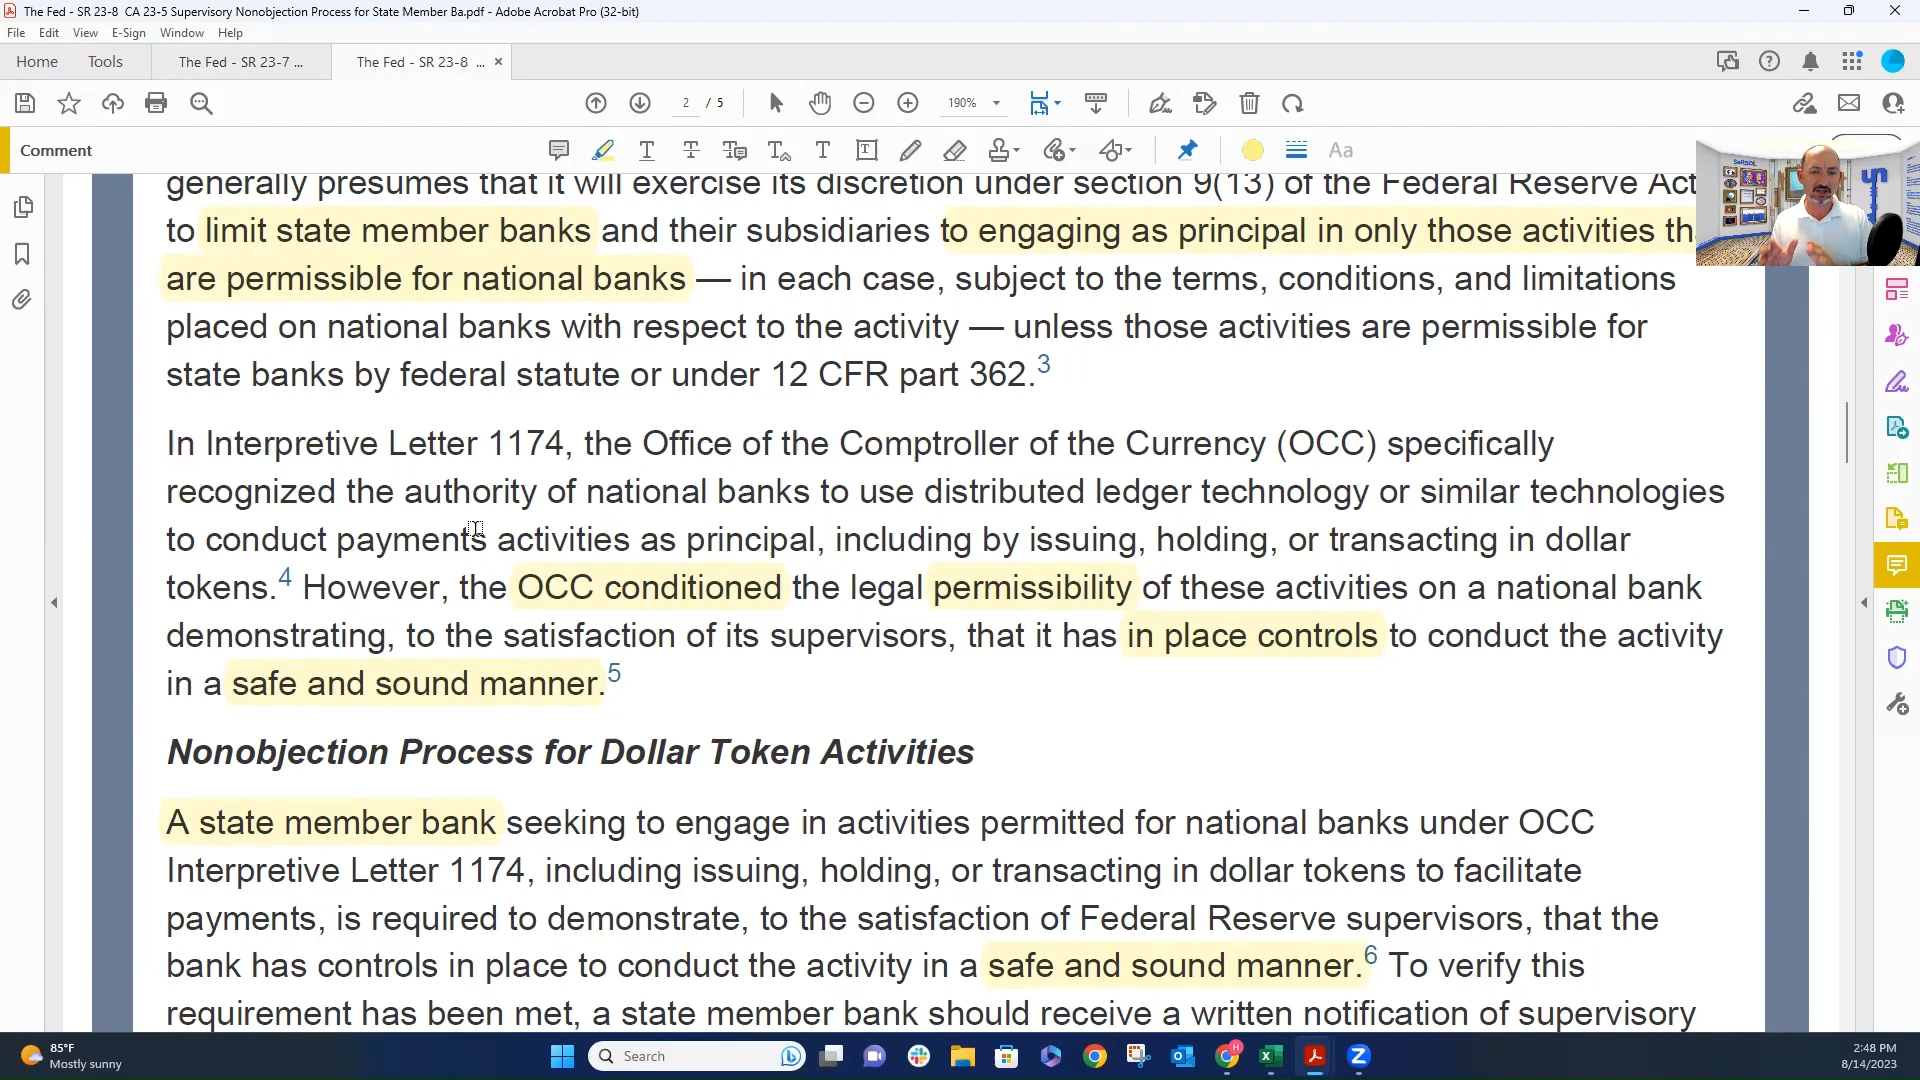 The Fed - SR 23-8 CA 23-5 Supervisory Nonobjection Process for State Member Ba.pdf - Adobe Acrobat Pro (32-bit)
File Edit View E-Sign Window Help
Home Tools The Fed - SR 23-7 ... The Fed - SR 23-8 ... ×
2 / 5 190%
Comment
Aa
generally presumes that it will exercise its discretion under section 9(13) of the Federal Reserve Act
to limit state member banks and their subsidiaries to engaging as principal in only those activities th
are permissible for national banks — in each case, subject to the terms, conditions, and limitations
placed on national banks with respect to the activity — unless those activities are permissible for
state banks by federal statute or under 12 CFR part 362.3
In Interpretive Letter 1174, the Office of the Comptroller of the Currency (OCC) specifically
recognized the authority of national banks to use distributed ledger technology or similar technologies
to conduct payments activities as principal, including by issuing, holding, or transacting in dollar
tokens.4 However, the OCC conditioned the legal permissibility of these activities on a national bank
demonstrating, to the satisfaction of its supervisors, that it has in place controls to conduct the activity
in a safe and sound manner.5
Nonobjection Process for Dollar Token Activities
A state member bank seeking to engage in activities permitted for national banks under OCC
Interpretive Letter 1174, including issuing, holding, or transacting in dollar tokens to facilitate
payments, is required to demonstrate, to the satisfaction of Federal Reserve supervisors, that the
bank has controls in place to conduct the activity in a safe and sound manner.6 To verify this
requirement has been met, a state member bank should receive a written notification of supervisory
85°F
Mostly sunny
Search
2:48 PM
8/14/2023